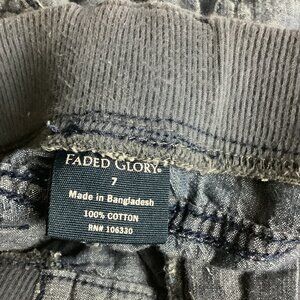 FADED GLORY®
7
Made in Bangladesh
100% COTTON
RN# 106330